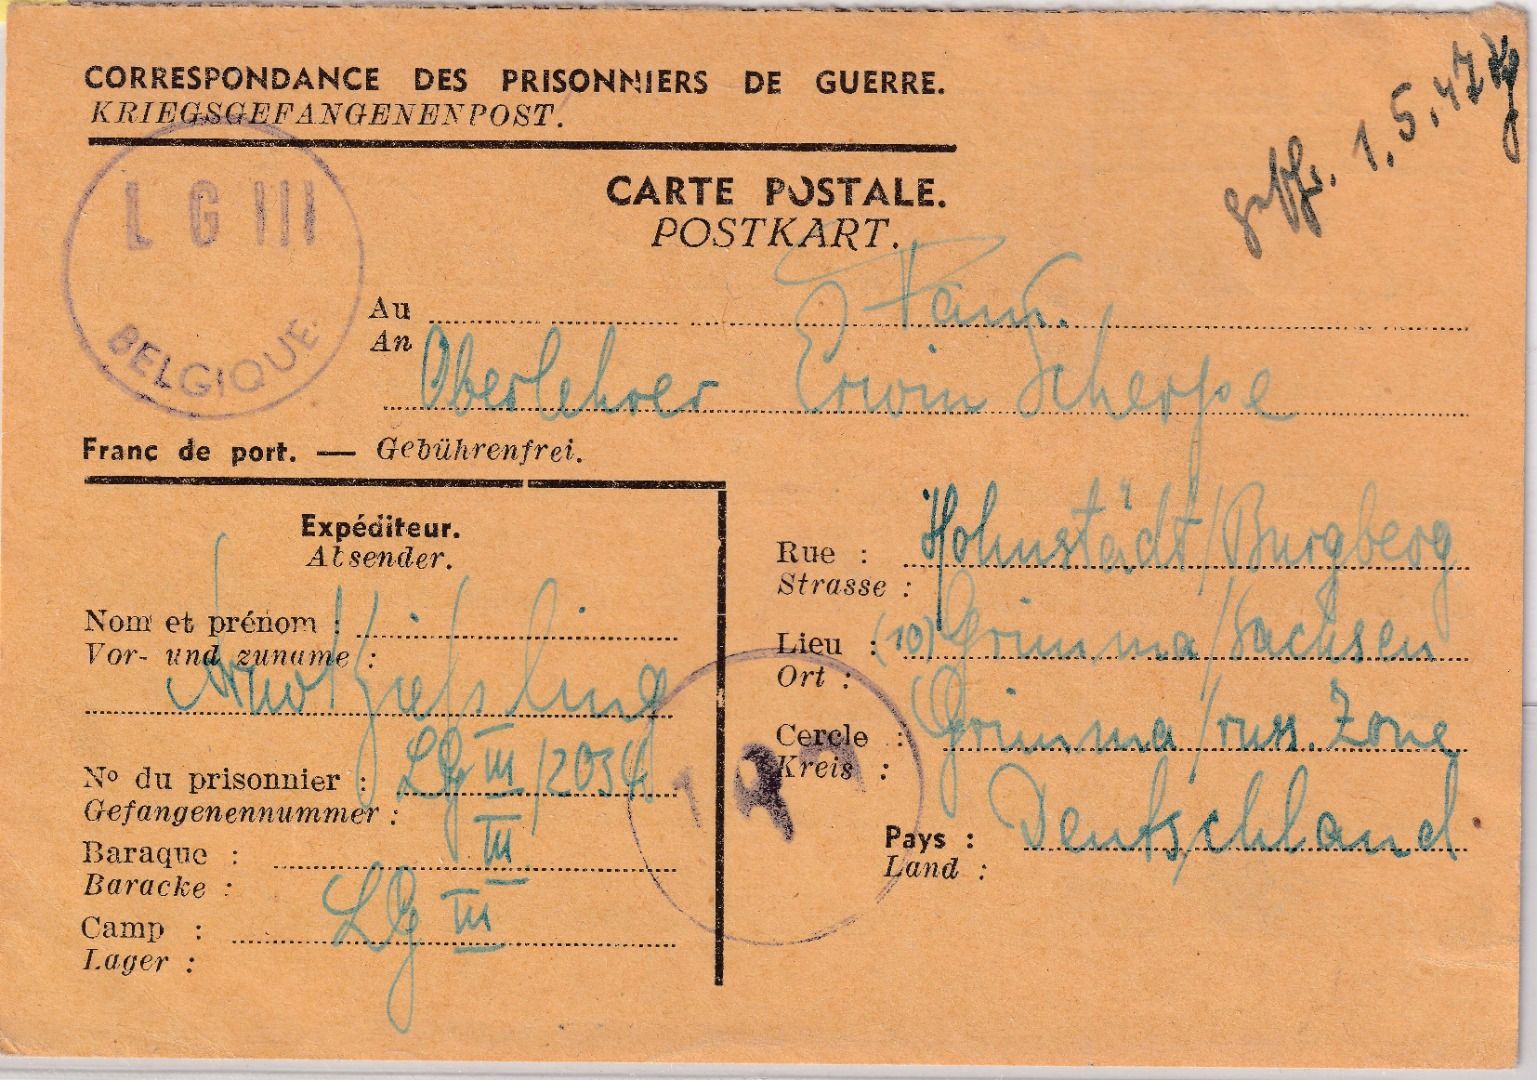 CORRESPONDANCE DES PRISONNIERS DE GUERRE.
KRIEGSGEFANGENENPOST.
1.5.47
L G III
BELGIQUE
CARTE POSTALE.
POSTKART.
Au
An
Fam.
Oberlehrer Erwin Scherpe
Franc de port. — Gebührenfrei.
Expéditeur.
Absender.
Nom et prénom :
Vor- und zuname :
Arno Kießling
No du prisonnier : LG III/2034
Gefangenennummer :
Baraque : III
Baracke :
Camp : LG III
Lager :
Rue : Hohnstädt/Burgberg
Strasse :
Lieu : (10) Grimma/Sachsen
Ort :
Cercle : Grimma/russ. Zone
Kreis :
Pays : Deutschland
Land :